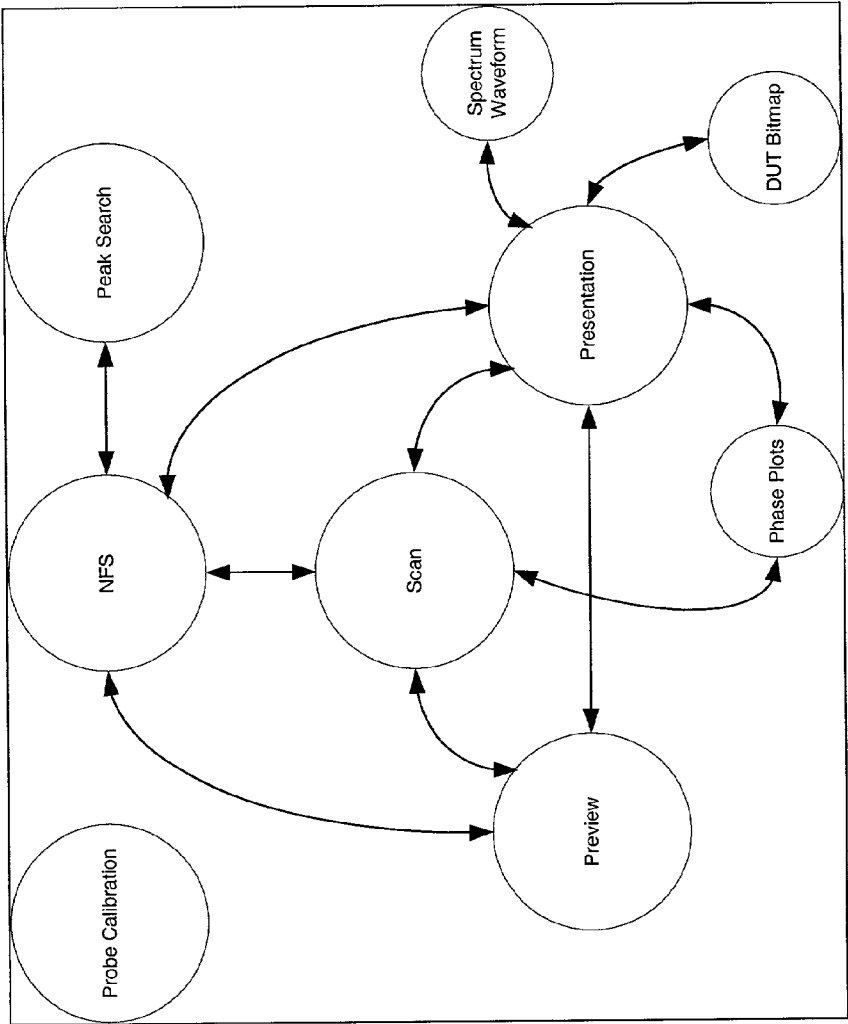 Probe Calibration
NFS
Peak Search
Scan
Preview
Presentation
Spectrum
Waveform
Phase Plots
DUT Bitmap